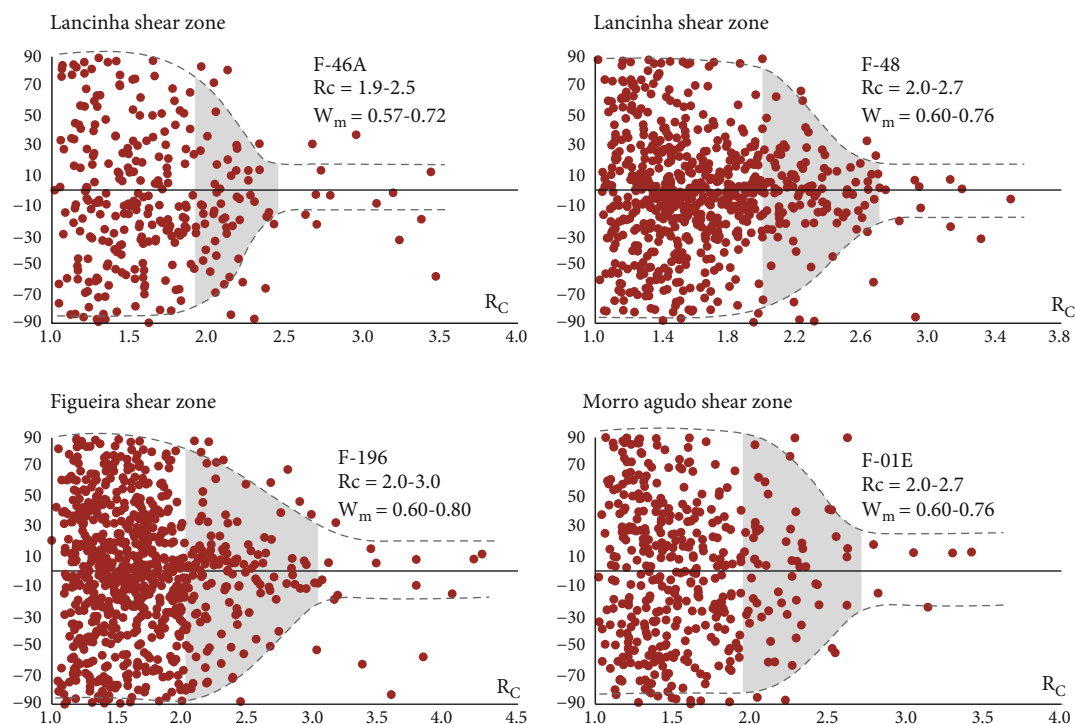 Lancinha shear zone
90
70
50
30
10
−10
−30
−50
−70
−90
F-46A
Rc = 1.9-2.5
Wm = 0.57-0.72
RC
1.0 1.5 2.0 2.5 3.0 3.5 4.0
Lancinha shear zone
90
70
50
30
10
−10
−30
−50
−70
−90
F-48
Rc = 2.0-2.7
Wm = 0.60-0.76
RC
1.0 1.4 1.8 2.2 2.6 3.0 3.4 3.8
Figueira shear zone
90
70
50
30
10
−10
−30
−50
−70
−90
F-196
Rc = 2.0-3.0
Wm = 0.60-0.80
RC
1.0 1.5 2.0 2.5 3.0 3.5 4.0 4.5
Morro agudo shear zone
90
70
50
30
10
−10
−30
−50
−70
−90
F-01E
Rc = 2.0-2.7
Wm = 0.60-0.76
RC
1.0 1.5 2.0 2.5 3.0 3.5 4.0